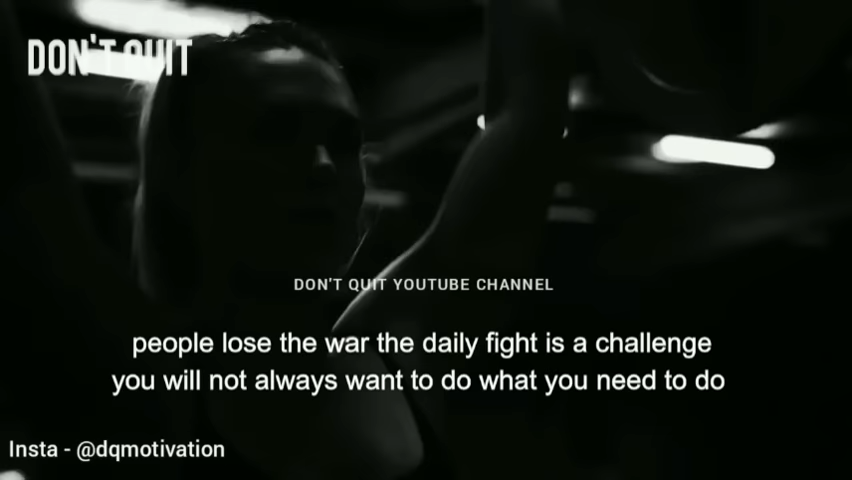 DON'T QUIT
DON'T QUIT YOUTUBE CHANNEL
people lose the war the daily fight is a challenge
you will not always want to do what you need to do
Insta - @dqmotivation